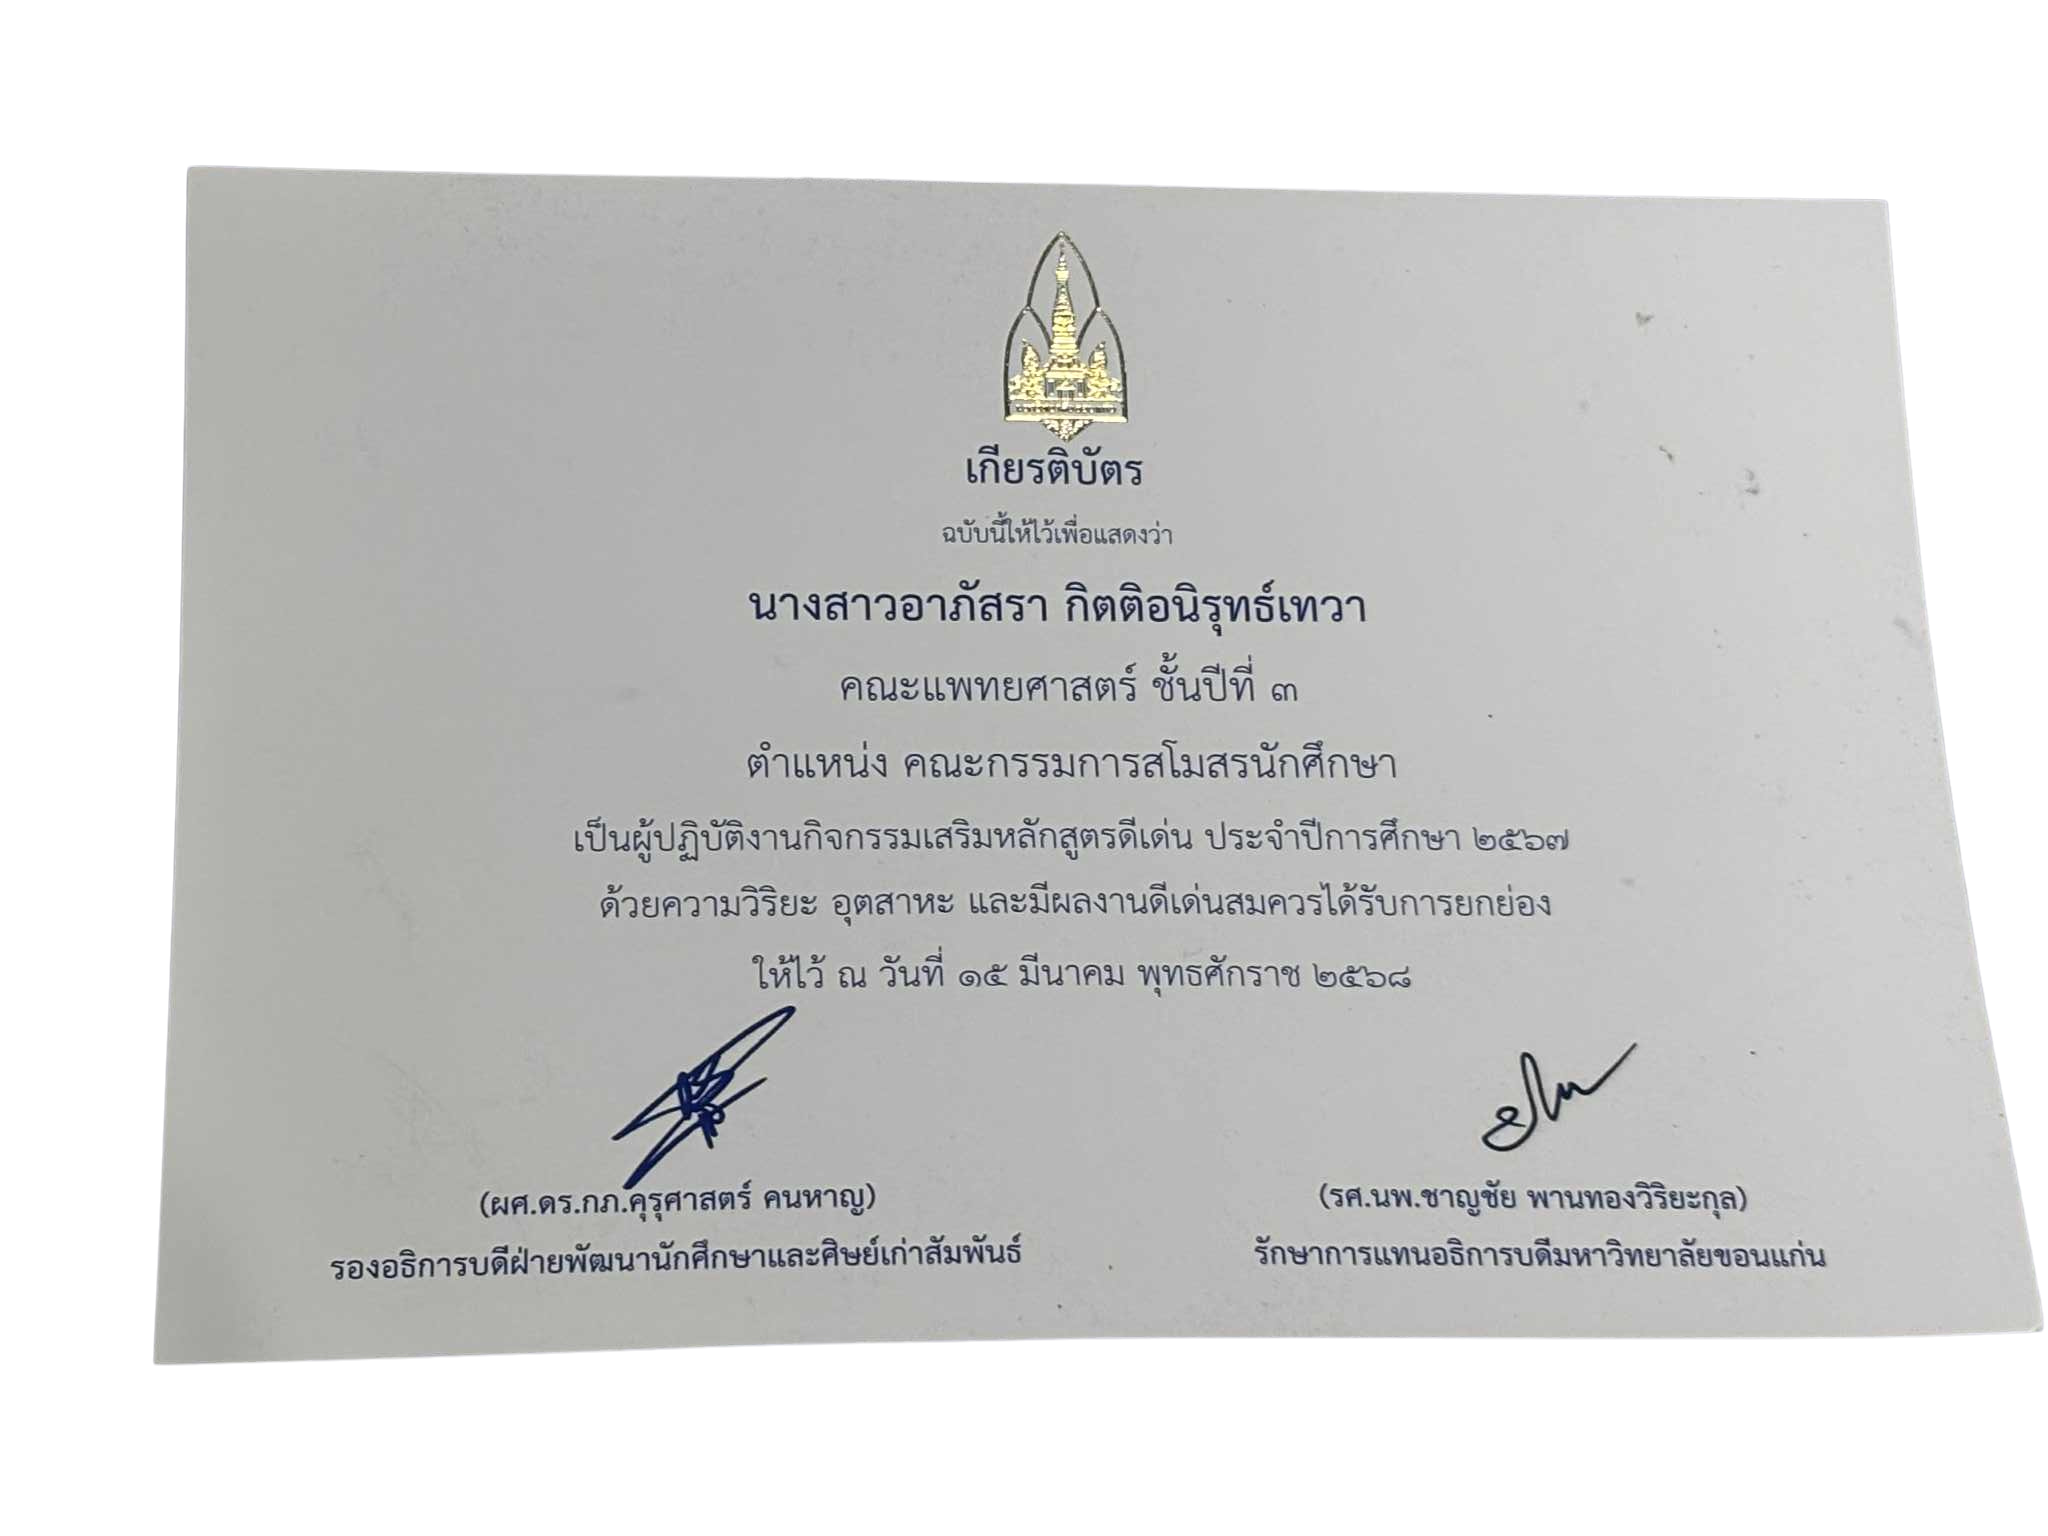 เกียรติบัตร
ฉบับนี้ให้ไว้เพื่อแสดงว่า
นางสาวอาภัสรา กิตติอนิรุทธ์เทวา
คณะแพทยศาสตร์ ชั้นปีที่ ๓
ตำแหน่ง คณะกรรมการสโมสรนักศึกษา
เป็นผู้ปฏิบัติงานกิจกรรมเสริมหลักสูตรดีเด่น ประจำปีการศึกษา ๒๕๖๗
ด้วยความวิริยะ อุตสาหะ และมีผลงานดีเด่นสมควรได้รับการยกย่อง
ให้ไว้ ณ วันที่ ๑๕ มีนาคม พุทธศักราช ๒๕๖๘
(ผศ.ดร.กภ.คุรุศาสตร์ คนหาญ)
รองอธิการบดีฝ่ายพัฒนานักศึกษาและศิษย์เก่าสัมพันธ์
(รศ.นพ.ชาญชัย พานทองวิริยะกุล)
รักษาการแทนอธิการบดีมหาวิทยาลัยขอนแก่น